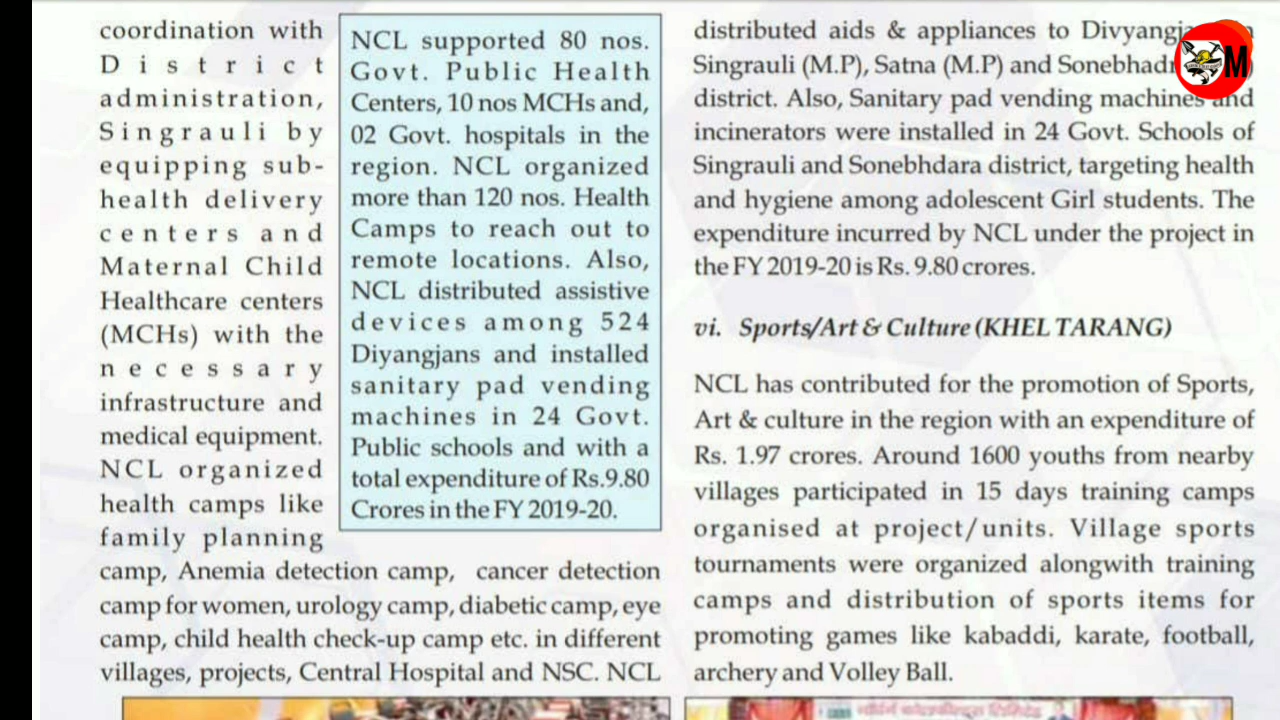 coordination with
District
administration,
Singrauli by
equipping sub-
health delivery
centers and
Maternal Child
Healthcare centers
(MCHs) with the
necessary
infrastructure and
medical equipment.
NCL organized
health camps like
family planning
camp, Anemia detection camp, cancer detection
camp for women, urology camp, diabetic camp, eye
camp, child health check-up camp etc. in different
villages, projects, Central Hospital and NSC. NCL
NCL supported 80 nos.
Govt. Public Health
Centers, 10 nos MCHs and,
02 Govt. hospitals in the
region. NCL organized
more than 120 nos. Health
Camps to reach out to
remote locations. Also,
NCL distributed assistive
devices among 524
Diyangjans and installed
sanitary pad vending
machines in 24 Govt.
Public schools and with a
total expenditure of Rs.9.80
Crores in the FY 2019-20.
distributed aids & appliances to
Singrauli (M.P), Satna (M.P) and
district. Also, Sanitary pad vending machines and
incinerators were installed in 24 Govt. Schools of
Singrauli and Sonebhdara district, targeting health
and hygiene among adolescent Girl students. The
expenditure incurred by NCL under the project in
the FY 2019-20 is Rs. 9.80 crores.
vi. Sports/Art & Culture (KHEL TARANG)
NCL has contributed for the promotion of Sports,
Art & culture in the region with an expenditure of
Rs. 1.97 crores. Around 1600 youths from nearby
villages participated in 15 days training camps
organised at project/units. Village sports
tournaments were organized alongwith training
camps and distribution of sports items for
promoting games like kabaddi, karate, football,
archery and Volley Ball.
M